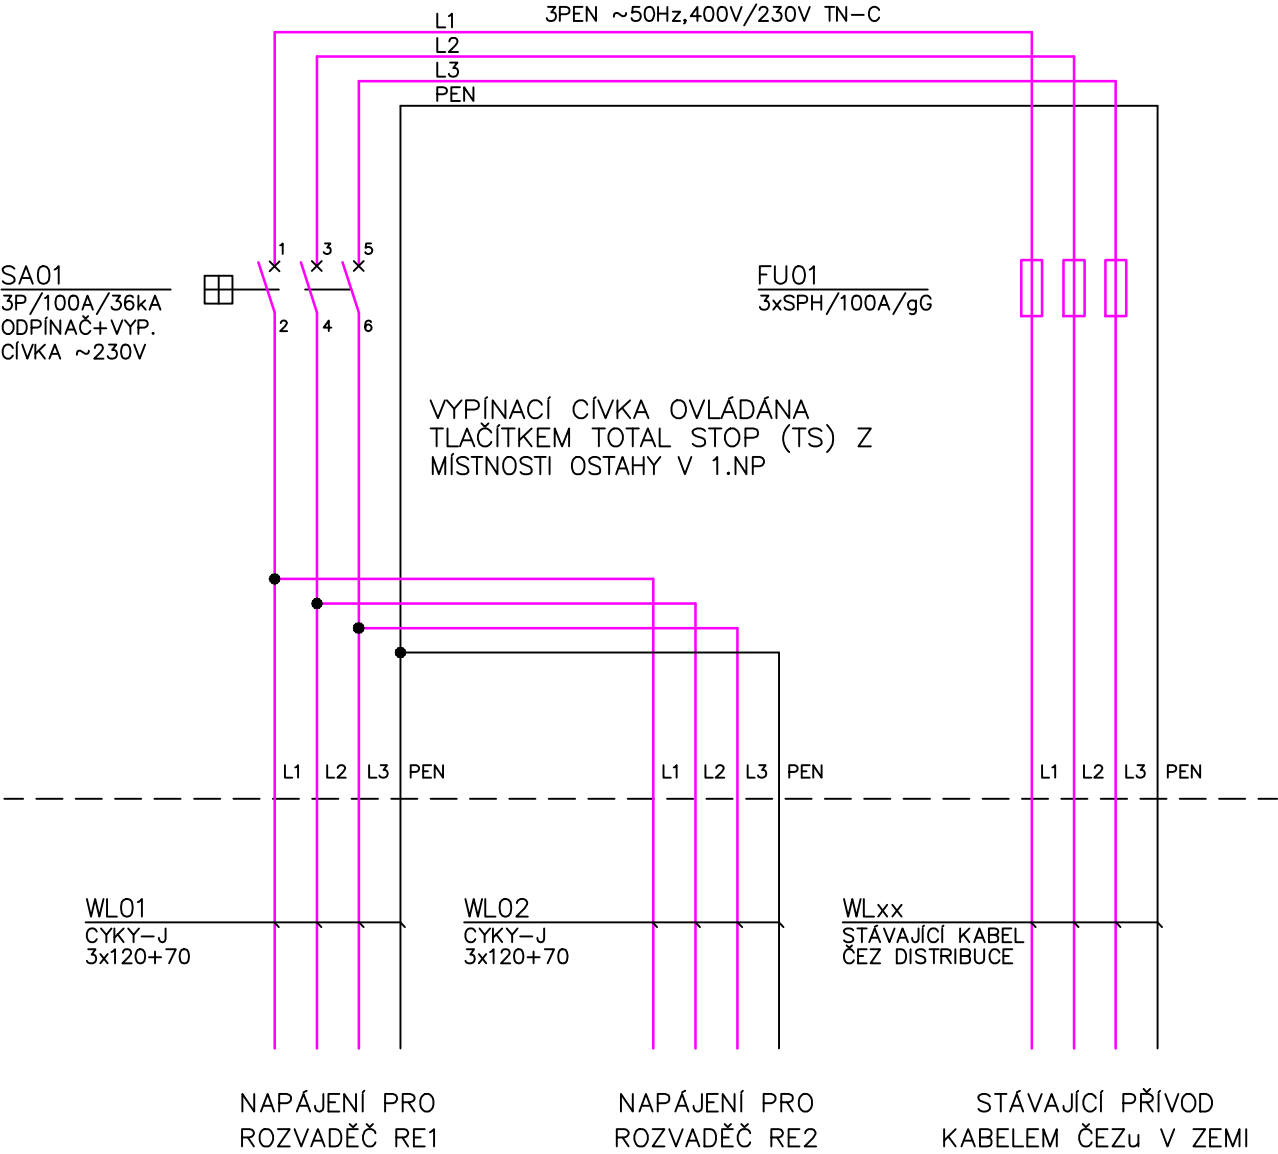 3PEN ~50Hz,400V/230V TN-C
L1
L2
L3
PEN
1 3 5
SA01
3P/100A/36kA
ODPÍNAČ+VYP.
CÍVKA ~230V
2 4 6
FU01
3xSPH/100A/gG
VYPÍNACÍ CÍVKA OVLÁDÁNA
TLAČÍTKEM TOTAL STOP (TS) Z
MÍSTNOSTI OSTAHY V 1.NP
L1 L2 L3 PEN
L1 L2 L3 PEN
L1 L2 L3 PEN
WL01
CYKY-J
3x120+70
WL02
CYKY-J
3x120+70
WLxx
STÁVAJÍCÍ KABEL
ČEZ DISTRIBUCE
NAPÁJENÍ PRO
ROZVADĚČ RE1
NAPÁJENÍ PRO
ROZVADĚČ RE2
STÁVAJÍCÍ PŘÍVOD
KABELEM ČEZu V ZEMI